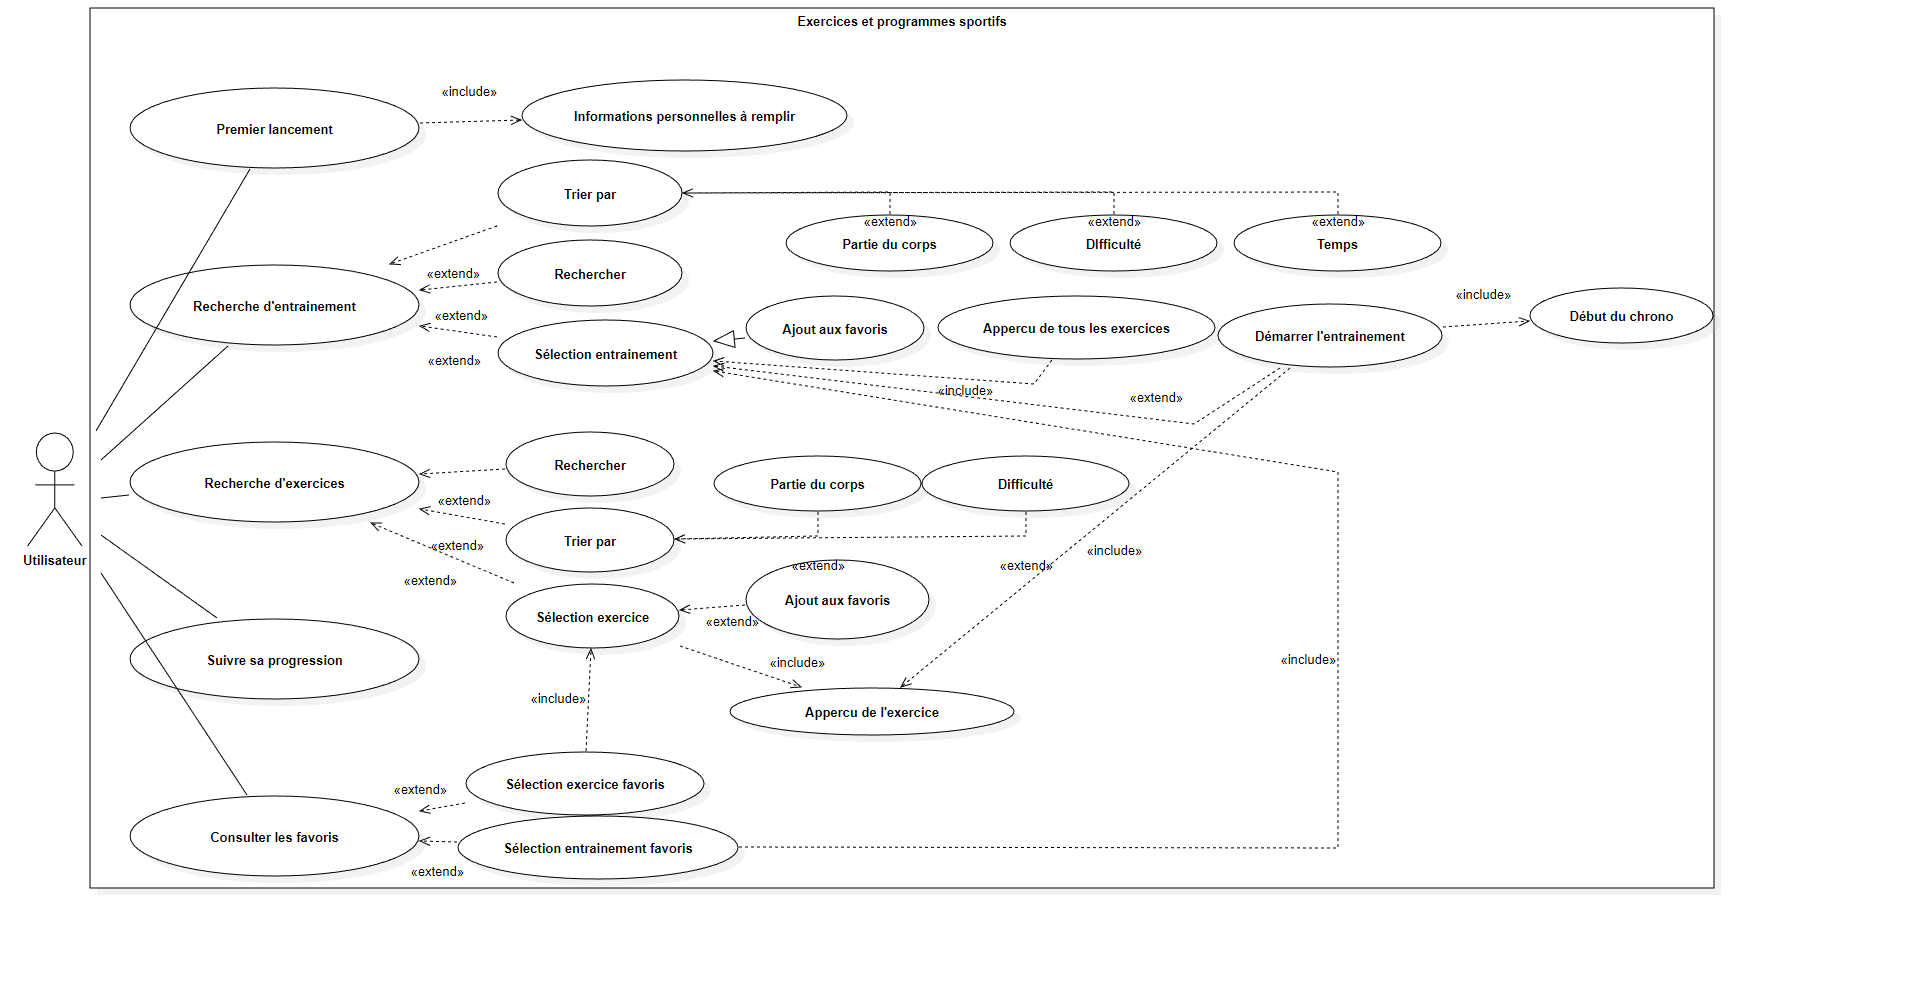 Exercices et programmes sportifs
«include»
Premier lancement
Informations personnelles à remplir
Trier par
«extend»
«extend»
«extend»
Partie du corps
DIfficulté
Temps
«extend»
Rechercher
Recherche d'entrainement
«extend»
«include»
Début du chrono
Ajout aux favoris
Appercu de tous les exercices
Démarrer l'entrainement
Sélection entrainement
«extend»
«include»
«extend»
Rechercher
Recherche d'exercices
Partie du corps
Difficulté
«extend»
Trier par
«extend»
«include»
Utilisateur
«extend»
«extend»
«extend»
Ajout aux favoris
Sélection exercice
«extend»
Suivre sa progression
«include»
«include»
«include»
Appercu de l'exercice
Sélection exercice favoris
«extend»
Consulter les favoris
Sélection entrainement favoris
«extend»